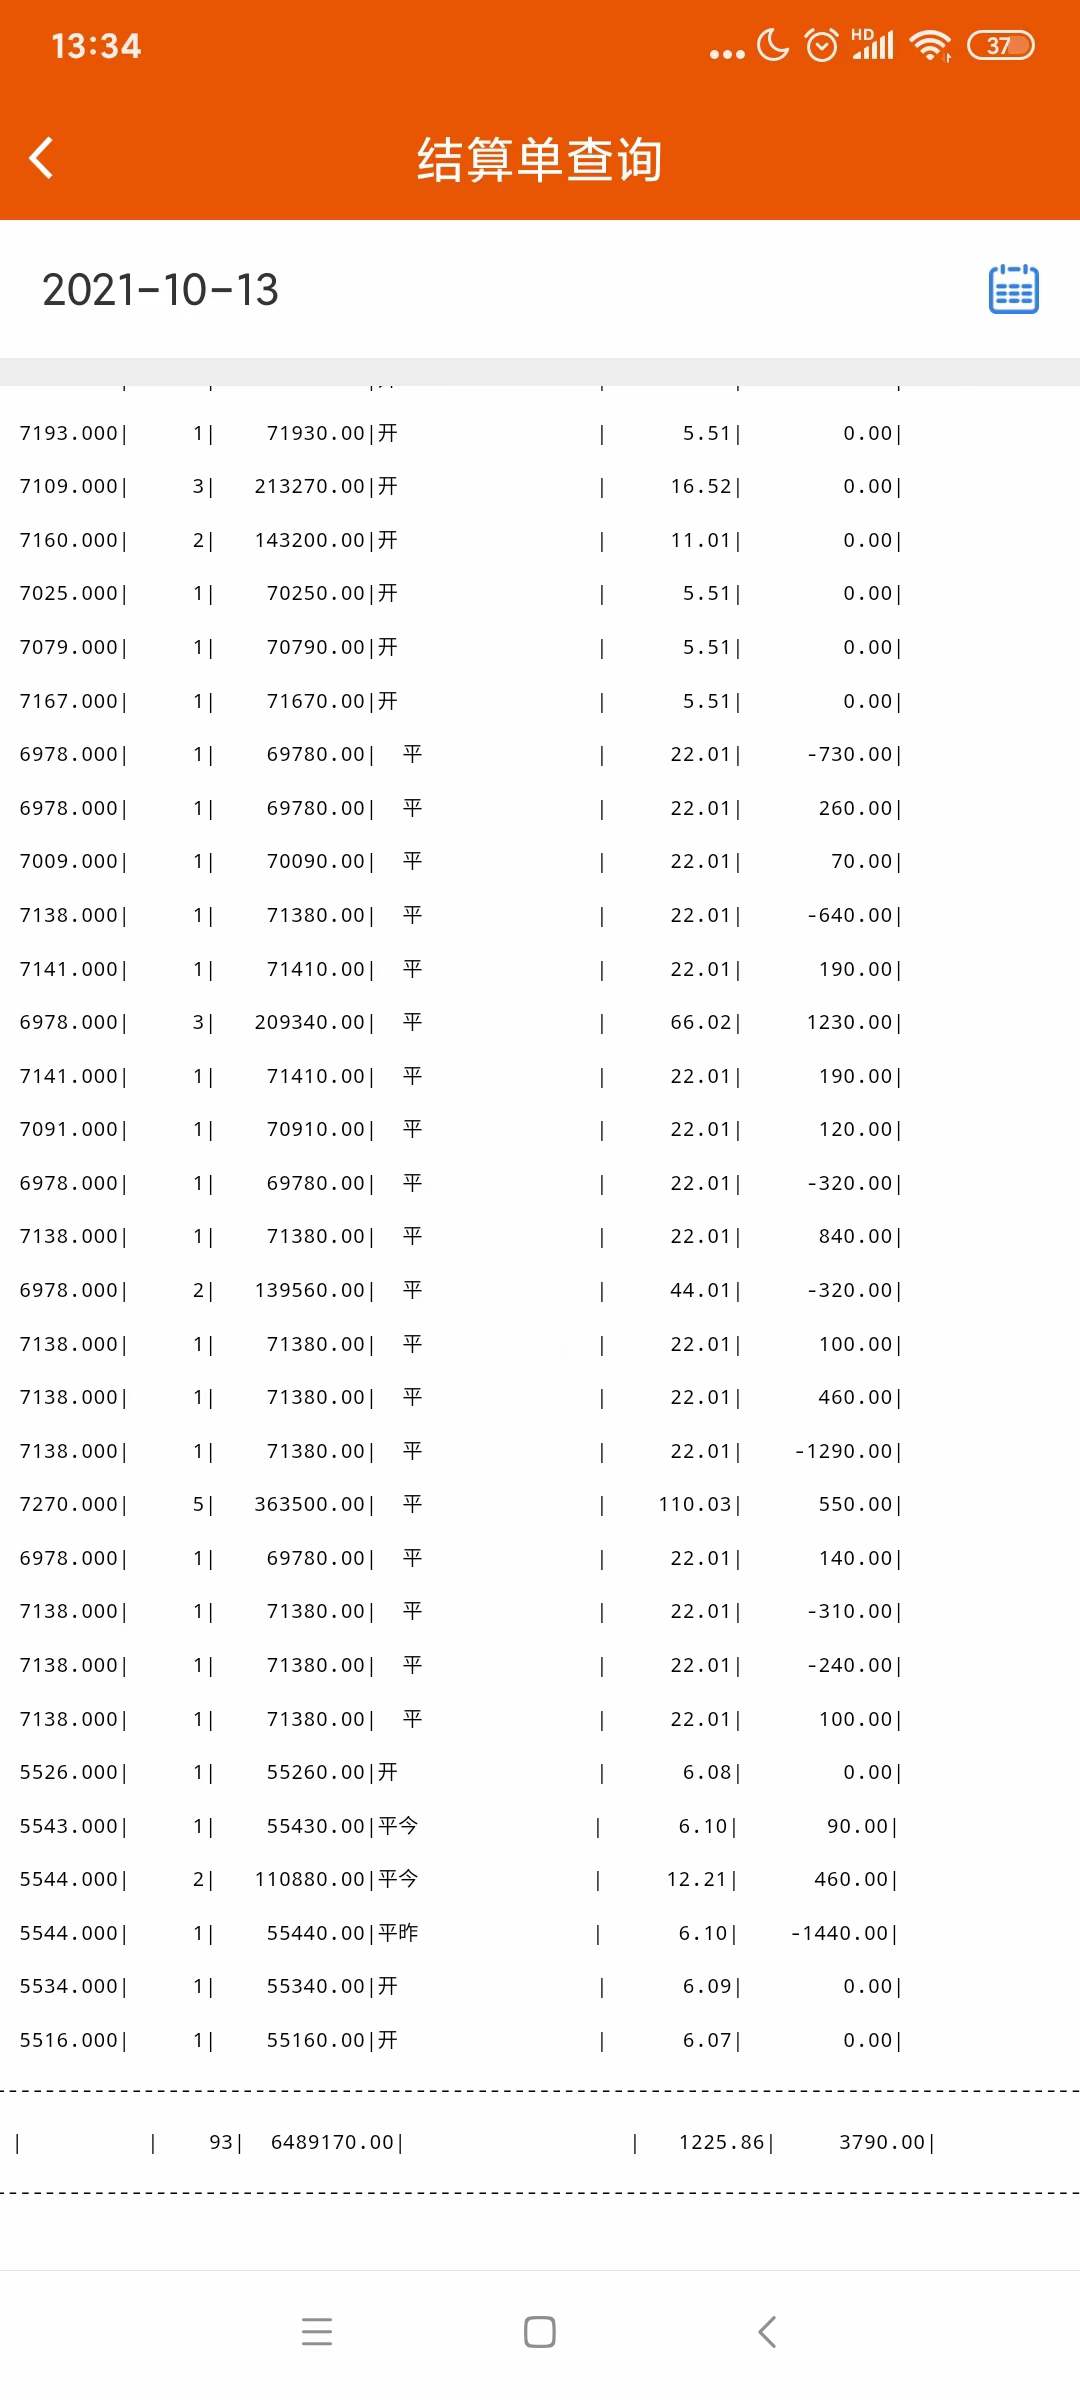 13:34
HD
37
结算单查询
2021-10-13
7193.000| 1| 71930.00|开 | 5.51| 0.00|
7109.000| 3| 213270.00|开 | 16.52| 0.00|
7160.000| 2| 143200.00|开 | 11.01| 0.00|
7025.000| 1| 70250.00|开 | 5.51| 0.00|
7079.000| 1| 70790.00|开 | 5.51| 0.00|
7167.000| 1| 71670.00|开 | 5.51| 0.00|
6978.000| 1| 69780.00| 平 | 22.01| -730.00|
6978.000| 1| 69780.00| 平 | 22.01| 260.00|
7009.000| 1| 70090.00| 平 | 22.01| 70.00|
7138.000| 1| 71380.00| 平 | 22.01| -640.00|
7141.000| 1| 71410.00| 平 | 22.01| 190.00|
6978.000| 3| 209340.00| 平 | 66.02| 1230.00|
7141.000| 1| 71410.00| 平 | 22.01| 190.00|
7091.000| 1| 70910.00| 平 | 22.01| 120.00|
6978.000| 1| 69780.00| 平 | 22.01| -320.00|
7138.000| 1| 71380.00| 平 | 22.01| 840.00|
6978.000| 2| 139560.00| 平 | 44.01| -320.00|
7138.000| 1| 71380.00| 平 | 22.01| 100.00|
7138.000| 1| 71380.00| 平 | 22.01| 460.00|
7138.000| 1| 71380.00| 平 | 22.01| -1290.00|
7270.000| 5| 363500.00| 平 | 110.03| 550.00|
6978.000| 1| 69780.00| 平 | 22.01| 140.00|
7138.000| 1| 71380.00| 平 | 22.01| -310.00|
7138.000| 1| 71380.00| 平 | 22.01| -240.00|
7138.000| 1| 71380.00| 平 | 22.01| 100.00|
5526.000| 1| 55260.00|开 | 6.08| 0.00|
5543.000| 1| 55430.00|平今 | 6.10| 90.00|
5544.000| 2| 110880.00|平今 | 12.21| 460.00|
5544.000| 1| 55440.00|平昨 | 6.10| -1440.00|
5534.000| 1| 55340.00|开 | 6.09| 0.00|
5516.000| 1| 55160.00|开 | 6.07| 0.00|
| | 93| 6489170.00| | 1225.86| 3790.00|